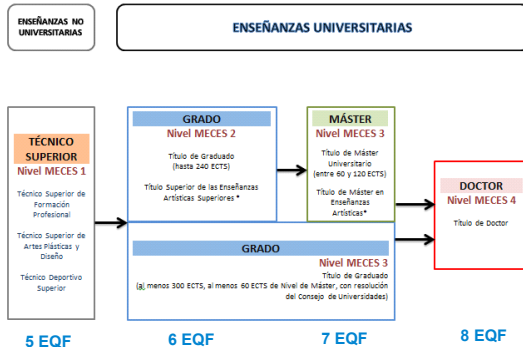 ENSEÑANZAS NO
UNIVERSITARIAS
ENSEÑANZAS UNIVERSITARIAS
TÉCNICO
SUPERIOR
Nivel MECES 1
Técnico Superior de
Formación
Profesional
Técnico Superior de
Artes Plásticas y
Diseño
Técnico Deportivo
Superior
GRADO
Nivel MECES 2
Título de Graduado
(hasta 240 ECTS)
Título Superior de las Enseñanzas
Artísticas Superiores *
MÁSTER
Nivel MECES 3
Título de Máster
Universitario
(entre 60 y 120 ECTS)
Título de Máster en
Enseñanzas
Artísticas*
GRADO
Nivel MECES 3
Título de Graduado
(al menos 300 ECTS, al menos 60 ECTS de Nivel de Máster, con resolución
del Consejo de Universidades)
DOCTOR
Nivel MECES 4
Título de Doctor
5 EQF
6 EQF
7 EQF
8 EQF